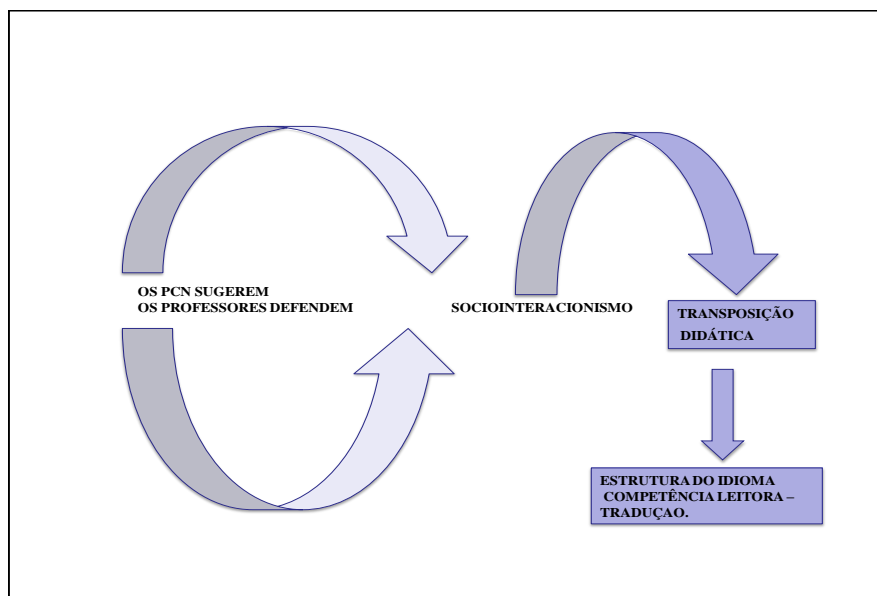 OS PCN SUGEREM
OS PROFESSORES DEFENDEM
SOCIOINTERACIONISMO
TRANSPOSIÇÃO
DIDÁTICA
ESTRUTURA DO IDIOMA
COMPETÊNCIA LEITORA –
TRADUÇAO.